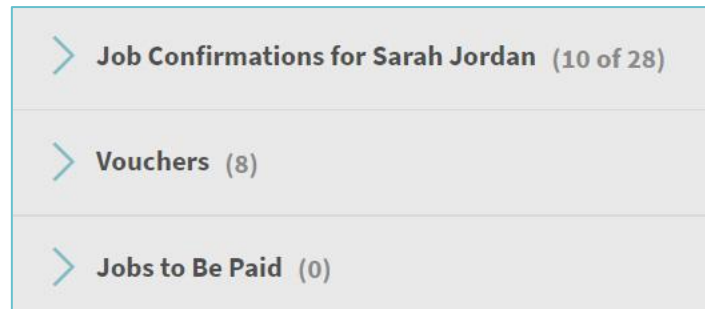 Job Confirmations for Sarah Jordan (10 of 28)
Vouchers (8)
Jobs to Be Paid (0)